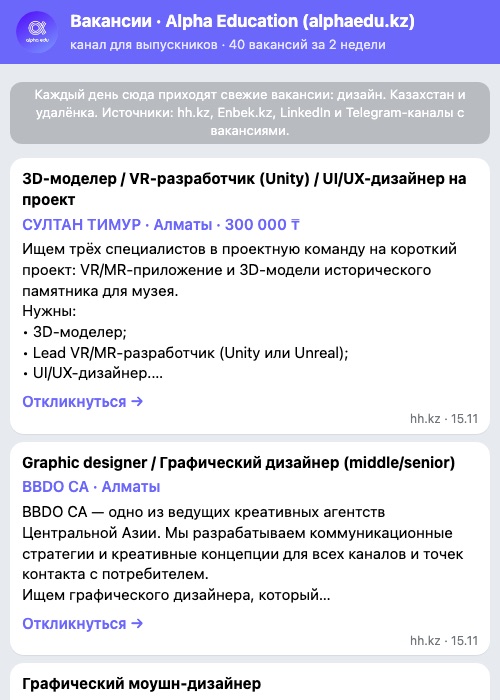 Вакансии · Alpha Education (alphaedu.kz)
канал для выпускников · 40 вакансий за 2 недели
alpha edu
Каждый день сюда приходят свежие вакансии: дизайн. Казахстан и
удалёнка. Источники: hh.kz, Enbek.kz, LinkedIn и Telegram-каналы с
вакансиями.
3D-моделер / VR-разработчик (Unity) / UI/UX-дизайнер на
проект
СУЛТАН ТИМУР · Алматы · 300 000 ₸
Ищем трёх специалистов в проектную команду на короткий
проект: VR/MR-приложение и 3D-модели исторического
памятника для музея.
Нужны:
• 3D-моделер;
• Lead VR/MR-разработчик (Unity или Unreal);
• UI/UX-дизайнер....
Откликнуться →
hh.kz · 15.11
Graphic designer / Графический дизайнер (middle/senior)
BBDO CA · Алматы
BBDO CA — одно из ведущих креативных агентств
Центральной Азии. Мы разрабатываем коммуникационные
стратегии и креативные концепции для всех каналов и точек
контакта с потребителем.
Ищем графического дизайнера, который...
Откликнуться →
hh.kz · 15.11
Графический моушн-дизайнер